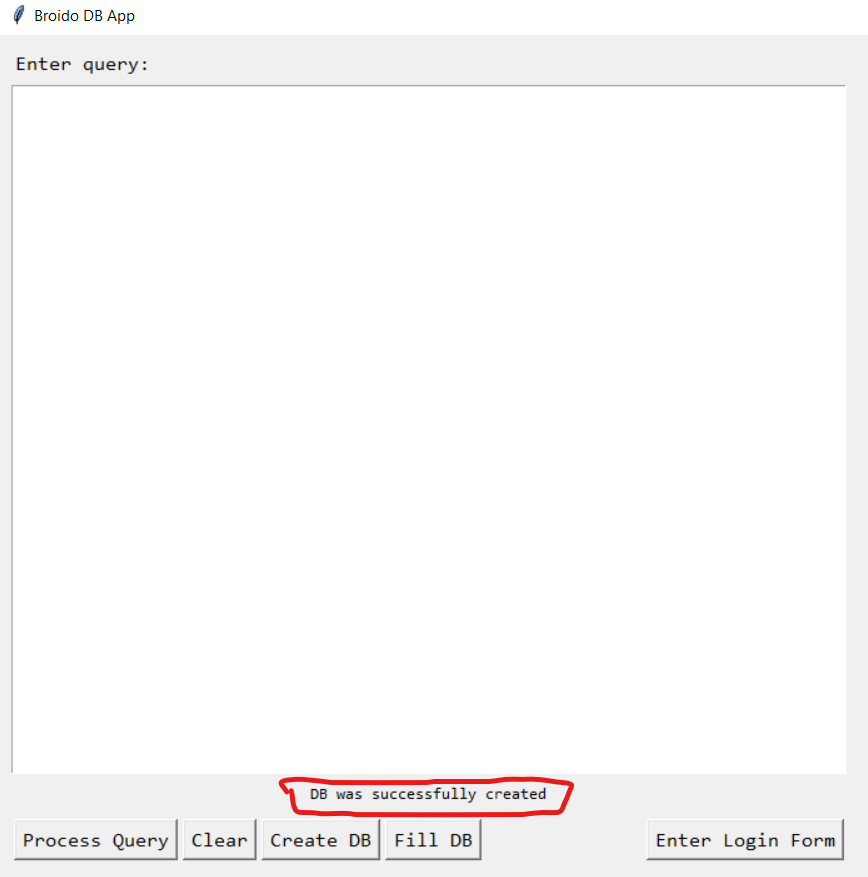 Broido DB App
Enter query:
DB was successfully created
Process Query Clear Create DB Fill DB Enter Login Form